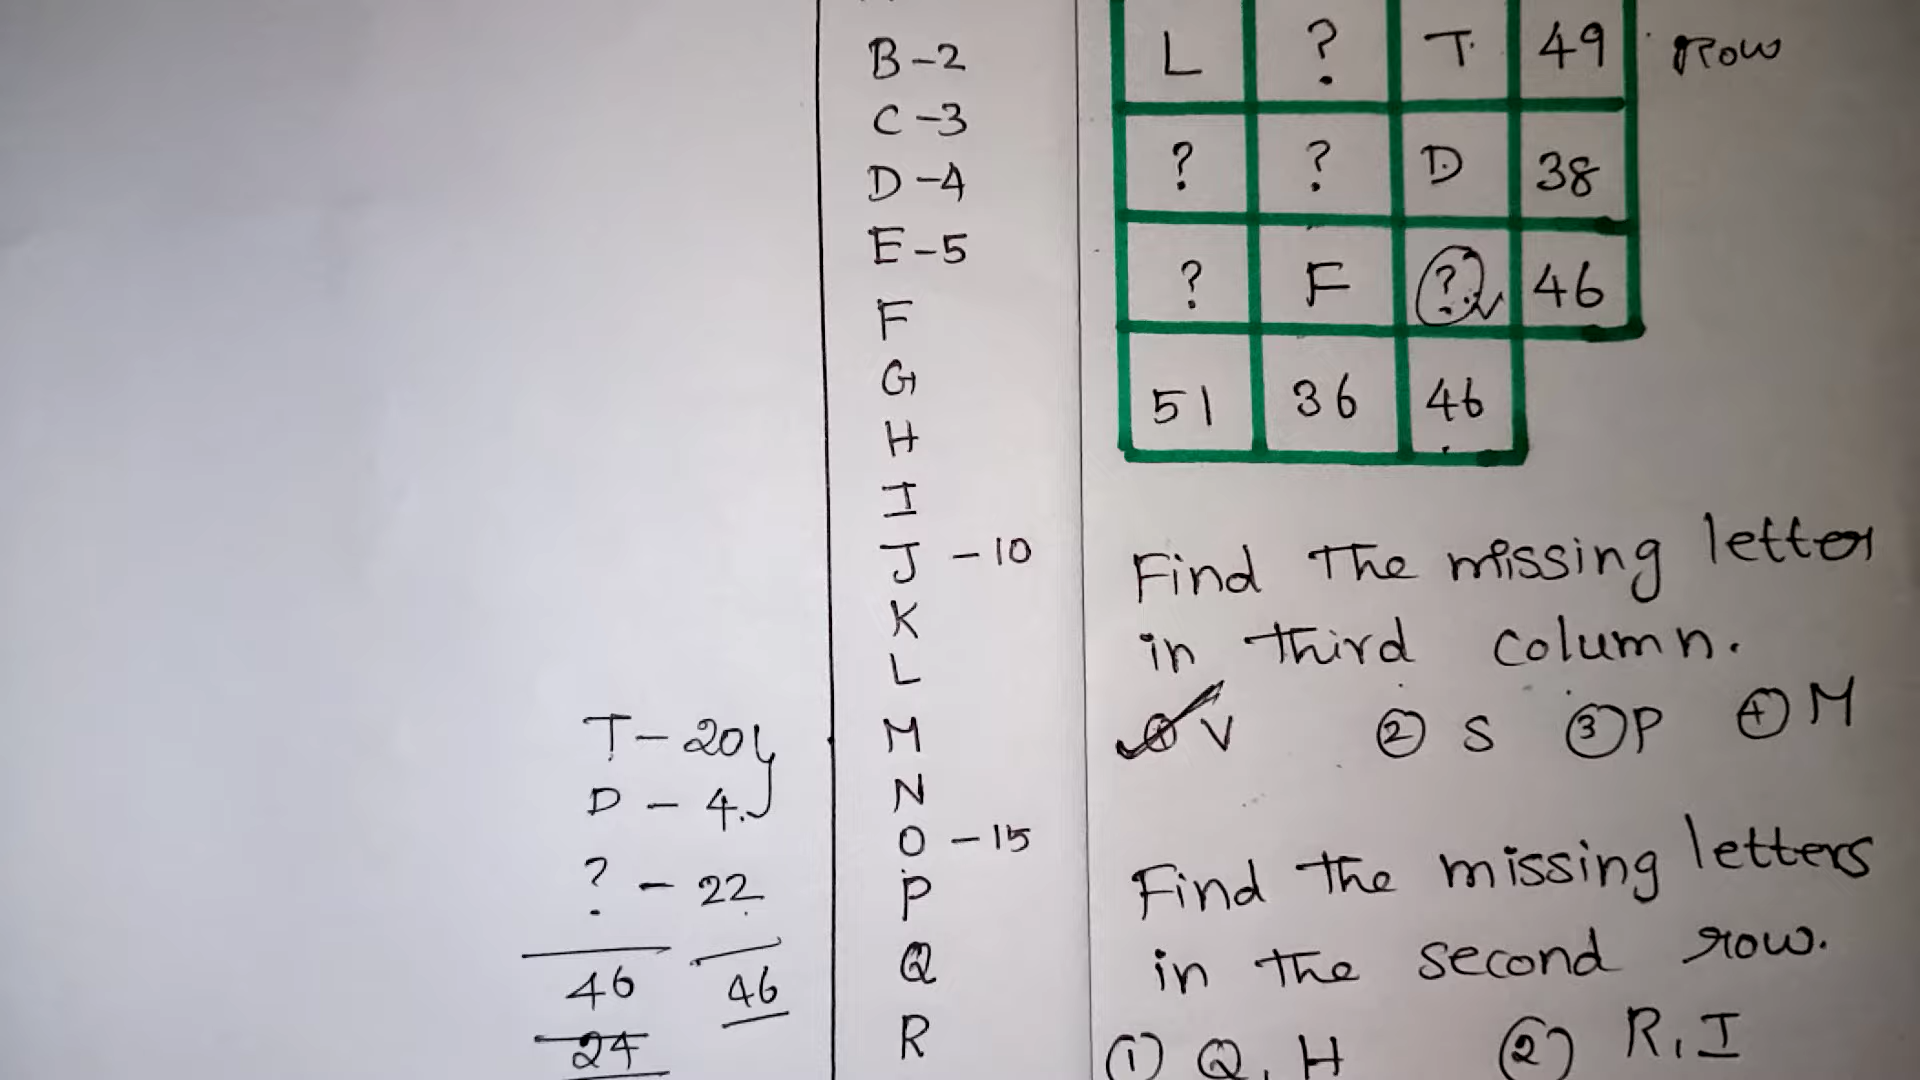 B-2
C-3
D-4
E-5
F
G
H
I
J -10
K
L
M
N
O -15
P
Q
R
T-20
D-4.
?-22
46 46
24
L ? T 49 Row
? ? D 38
? F ? 46
51 36 46
Find The missing letter
in third column.
① V ② S ③ P ④ M
Find the missing letters
in the second row.
① Q, H ② R, I